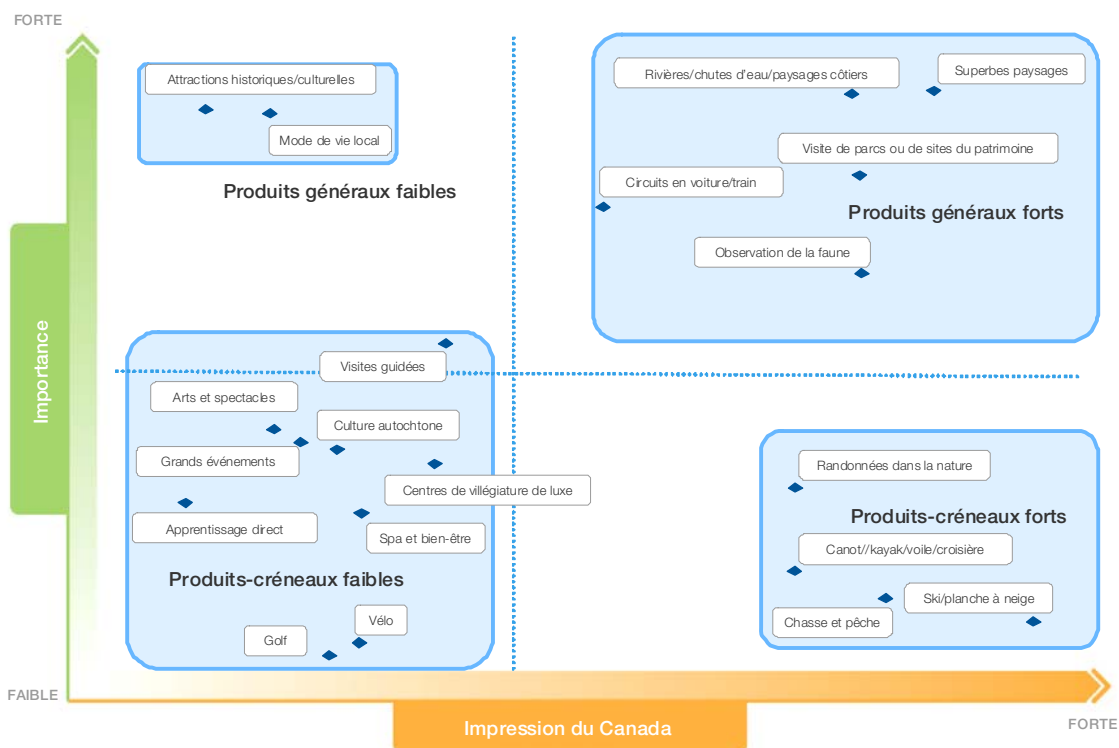 FORTE
Attractions historiques/culturelles
Mode de vie local
Produits généraux faibles
Rivières/chutes d'eau/paysages côtiers
Superbes paysages
Visite de parcs ou de sites du patrimoine
Circuits en voiture/train
Produits généraux forts
Observation de la faune
Importance
Visites guidées
Arts et spectacles
Culture autochtone
Grands événements
Centres de villégiature de luxe
Apprentissage direct
Spa et bien-être
Produits-créneaux faibles
Vélo
Golf
Randonnées dans la nature
Produits-créneaux forts
Canot//kayak/voile/croisière
Ski/planche à neige
Chasse et pêche
FAIBLE
Impression du Canada
FORTE